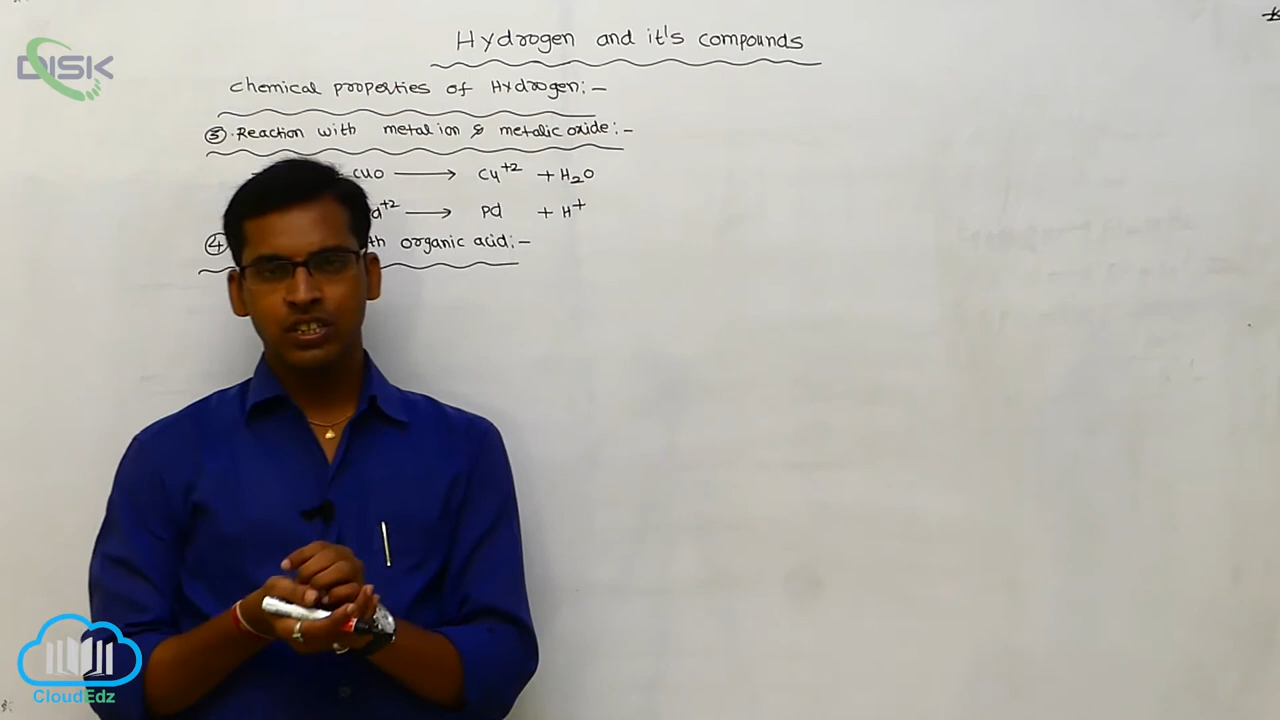 DISK
Hydrogen and it's compounds
Chemical properties of Hydrogen:-
③.Reaction with metal ion & metalic oxide:-
CuO ⟶ Cu⁺² + H₂O
⁺² ⟶ Pd + H⁺
④ organic acid:-
CloudEdz